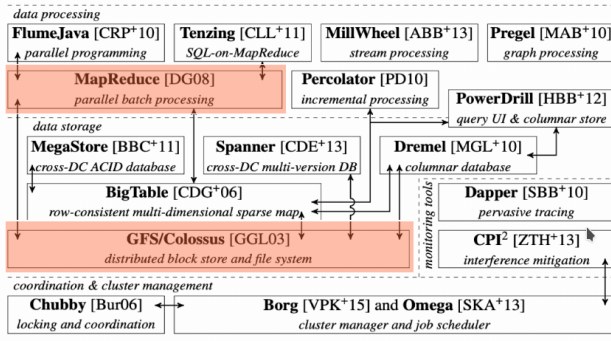 data processing
FlumeJava [CRP+10]
parallel programming
Tenzing [CLL+11]
SQL-on-MapReduce
MillWheel [ABB+13]
stream processing
Pregel [MAB+10]
graph processing
MapReduce [DG08]
parallel batch processing
Percolator [PD10]
incremental processing
PowerDrill [HBB+12]
query UI & columnar store
data storage
MegaStore [BBC+11]
cross-DC ACID database
Spanner [CDE+13]
cross-DC multi-version DB
Dremel [MGL+10]
columnar database
BigTable [CDG+06]
row-consistent multi-dimensional sparse map
monitoring tools
Dapper [SBB+10]
pervasive tracing
GFS/Colossus [GGL03]
distributed block store and file system
CPI² [ZTH+13]
interference mitigation
coordination & cluster management
Chubby [Bur06]
locking and coordination
Borg [VPK+15] and Omega [SKA+13]
cluster manager and job scheduler